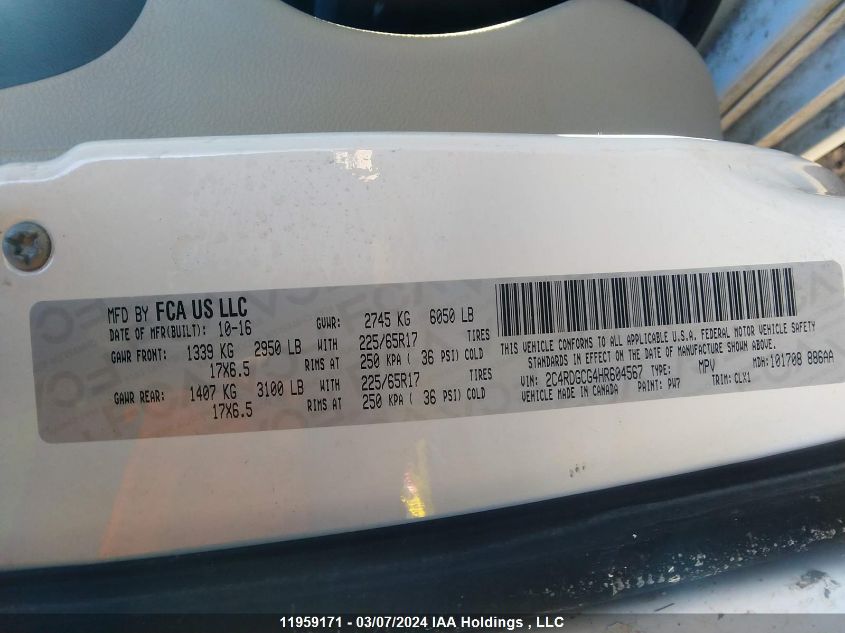 MFD BY FCA US LLC
DATE OF MFR(BUILT): 10-16 GVWR: 2745 KG 6050 LB
GAWR FRONT: 1339 KG 2950 LB WITH 225/65R17 TIRES
17X6.5 RIMS AT 250 KPA ( 36 PSI) COLD
GAWR REAR: 1407 KG 3100 LB WITH 225/65R17 TIRES
17X6.5 RIMS AT 250 KPA ( 36 PSI) COLD
THIS VEHICLE CONFORMS TO ALL APPLICABLE U.S.A. FEDERAL MOTOR VEHICLE SAFETY
STANDARDS IN EFFECT ON THE DATE OF MANUFACTURE SHOWN ABOVE.
VIN: 2C4RDGCG4HR604567 TYPE: MPV MDH:101708 886AA
VEHICLE MADE IN CANADA PAINT: PW7 TRIM: CLX1
11959171 - 03/07/2024 IAA Holdings , LLC